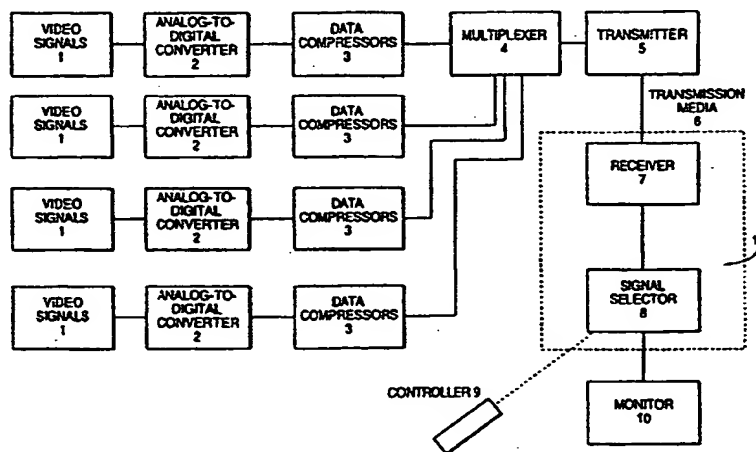 VIDEO
SIGNALS
1
ANALOG-TO-
DIGITAL
CONVERTER
2
DATA
COMPRESSORS
3
MULTIPLEXER
4
TRANSMITTER
5
TRANSMISSION
MEDIA
6
VIDEO
SIGNALS
1
ANALOG-TO-
DIGITAL
CONVERTER
2
DATA
COMPRESSORS
3
RECEIVER
7
VIDEO
SIGNALS
1
ANALOG-TO-
DIGITAL
CONVERTER
2
DATA
COMPRESSORS
3
VIDEO
SIGNALS
1
ANALOG-TO-
DIGITAL
CONVERTER
2
DATA
COMPRESSORS
3
SIGNAL
SELECTOR
8
CONTROLLER 9
MONITOR
10